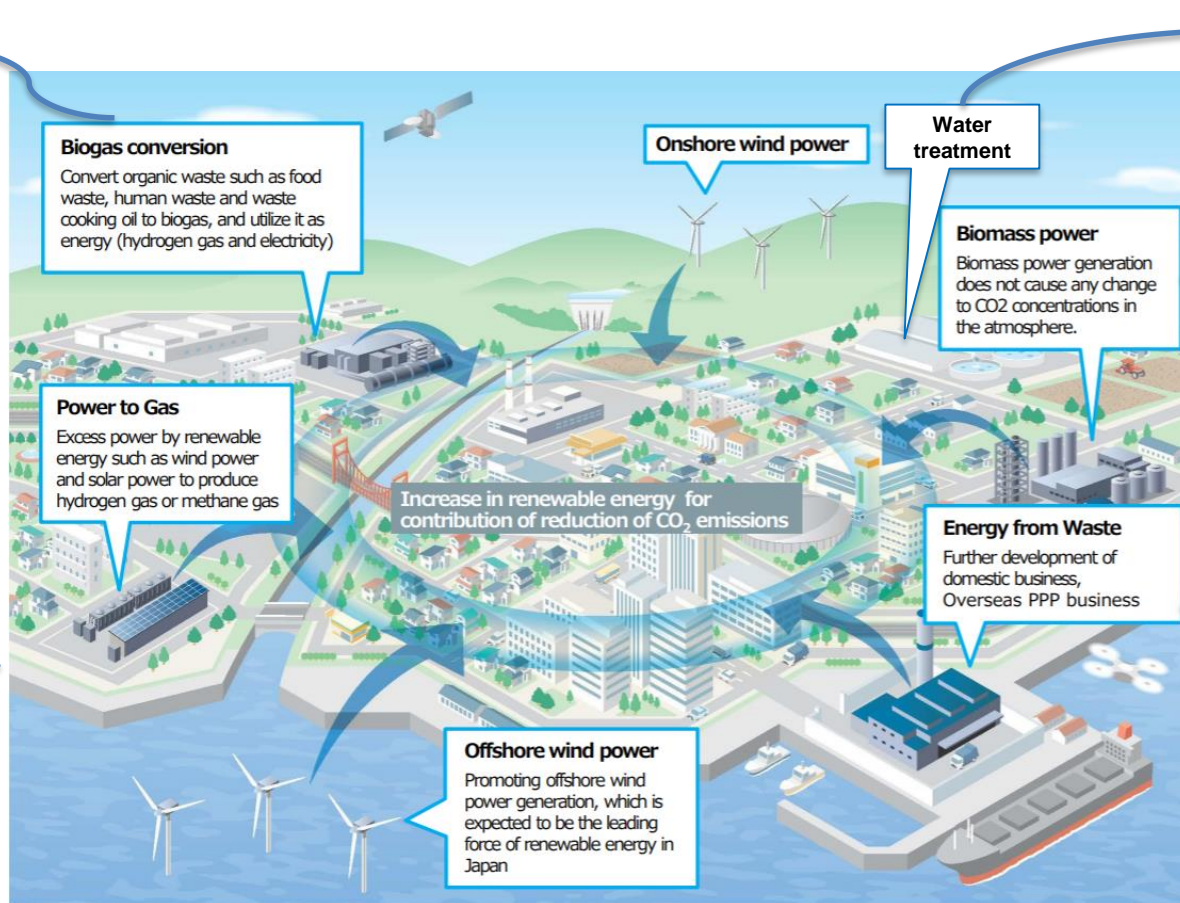 Biogas conversion
Convert organic waste such as food
waste, human waste and waste
cooking oil to biogas, and utilize it as
energy (hydrogen gas and electricity)
Onshore wind power
Water
treatment
Biomass power
Biomass power generation
does not cause any change
to CO2 concentrations in
the atmosphere.
Power to Gas
Excess power by renewable
energy such as wind power
and solar power to produce
hydrogen gas or methane gas
Increase in renewable energy for
contribution of reduction of CO₂ emissions
Energy from Waste
Further development of
domestic business,
Overseas PPP business
Offshore wind power
Promoting offshore wind
power generation, which is
expected to be the leading
force of renewable energy in
Japan